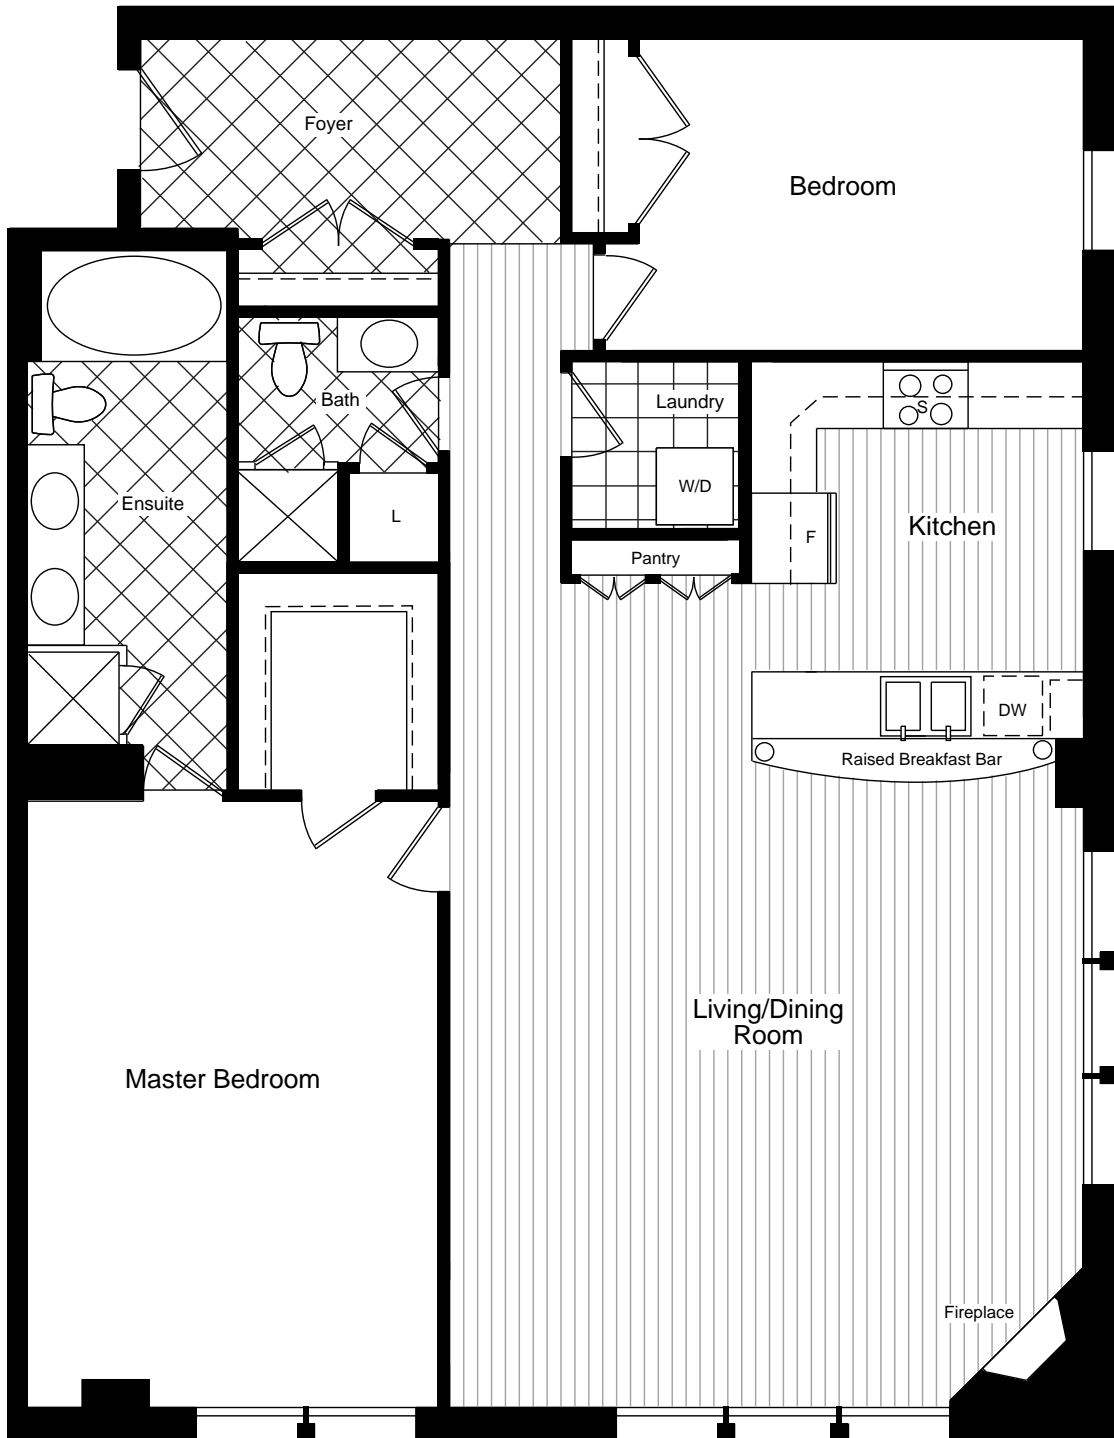 Foyer
Bedroom
Bath
Laundry
S
W/D
Ensuite
L
Kitchen
F
Pantry
DW
Raised Breakfast Bar
Living/Dining
Room
Master Bedroom
Fireplace